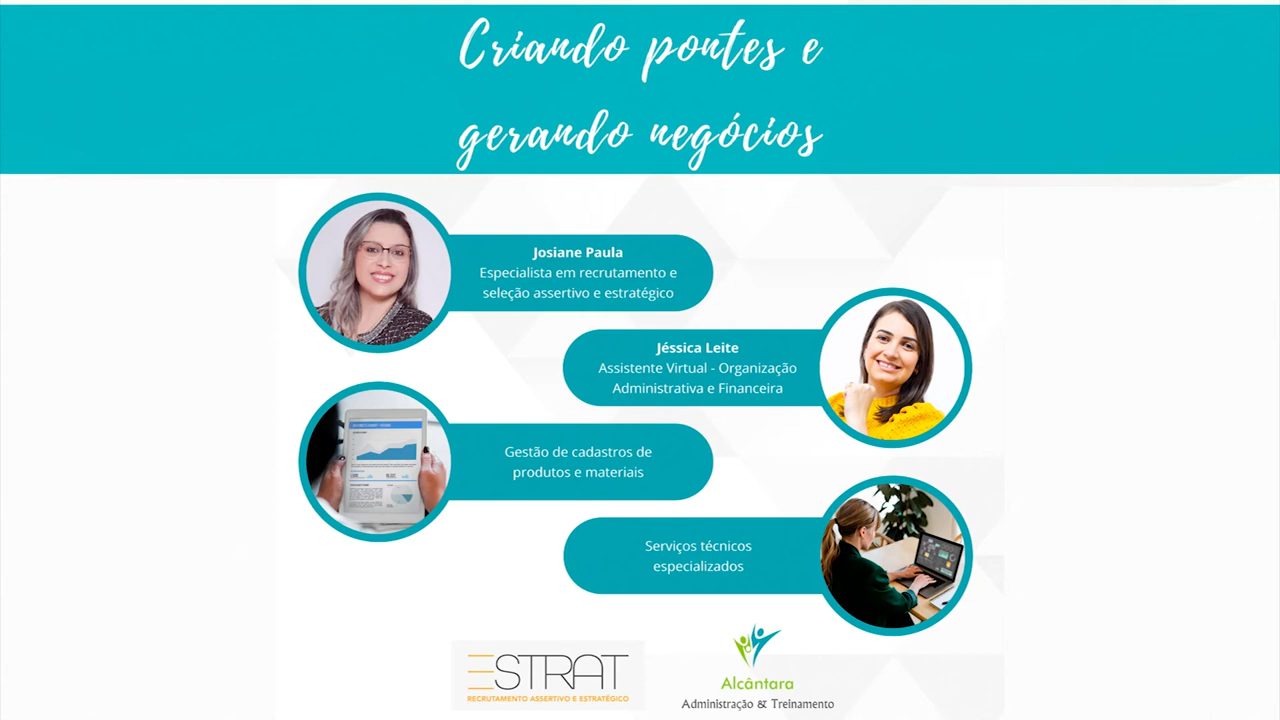 Criando pontes e
gerando negócios
Josiane Paula
Especialista em recrutamento e
seleção assertivo e estratégico
Jéssica Leite
Assistente Virtual - Organização
Administrativa e Financeira
Gestão de cadastros de
produtos e materiais
Serviços técnicos
especializados
ESTRAT
RECRUTAMENTO ASSERTIVO E ESTRATÉGICO
Alcântara
Administração & Treinamento